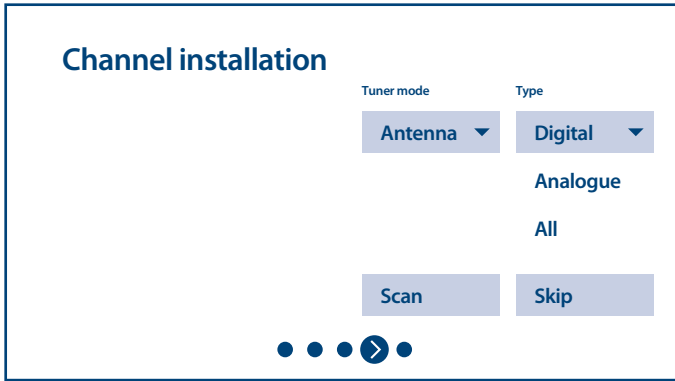 Channel installation
Tuner mode
Type
Antenna
Digital
Analogue
All
Scan
Skip